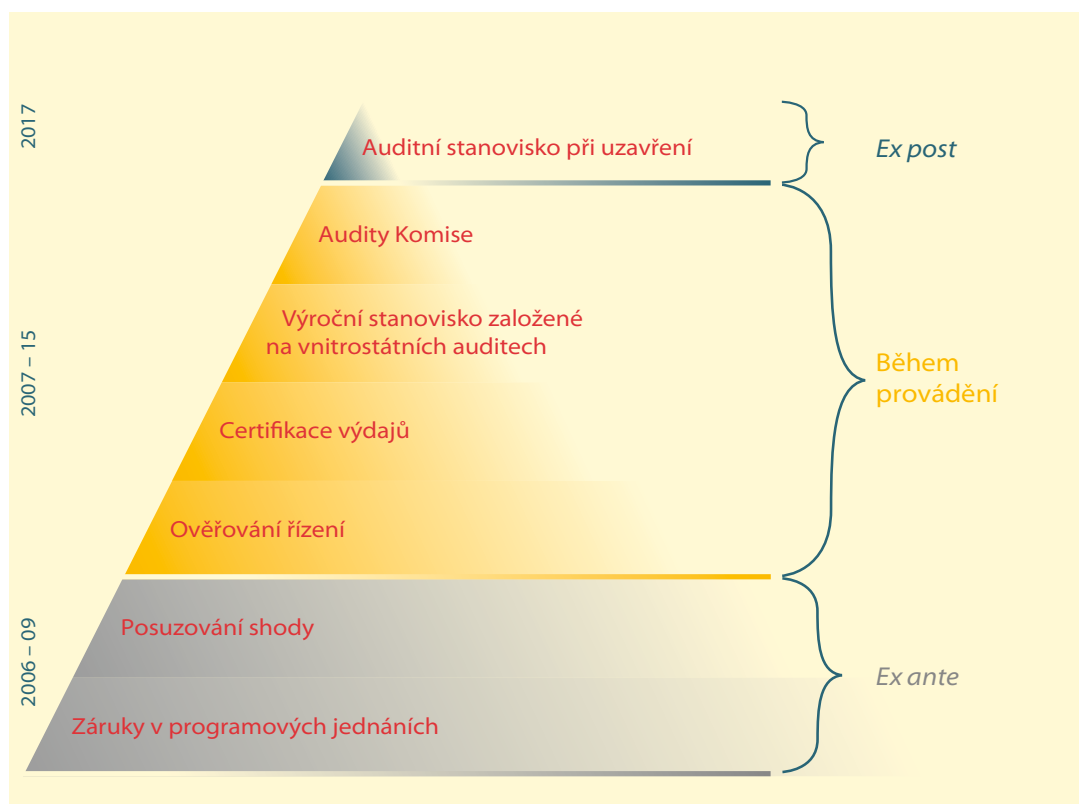 2017
Auditní stanovisko při uzavření
Ex post
Audity Komise
2007 – 15
Výroční stanovisko založené
na vnitrostátních auditech
Během
provádění
Certifikace výdajů
Ověřování řízení
2006 – 09
Posuzování shody
Ex ante
Záruky v programových jednáních